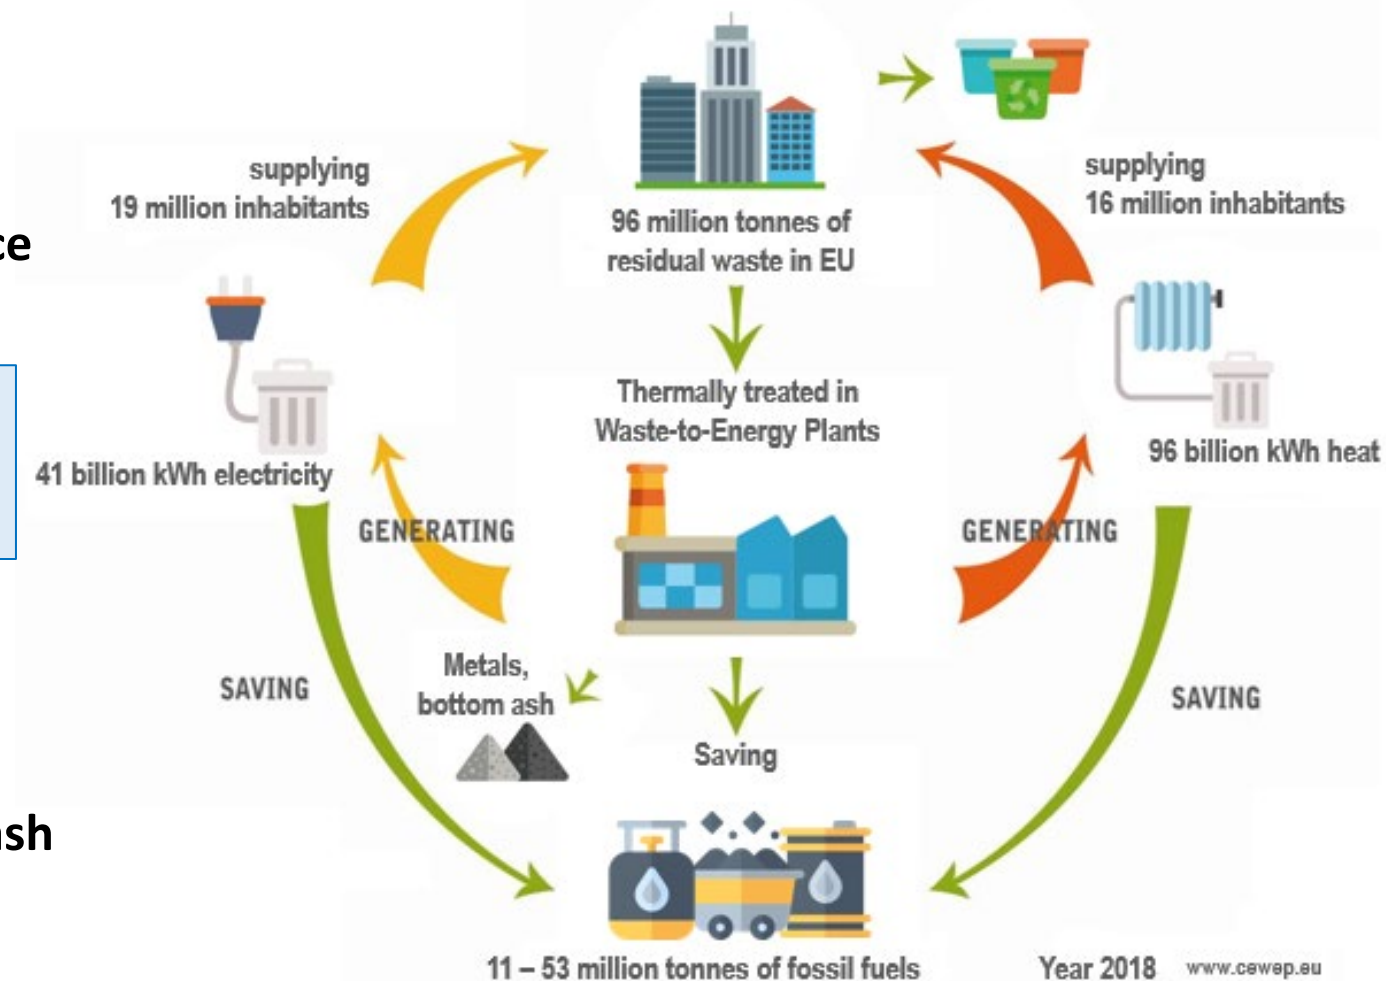 supplying
19 million inhabitants
supplying
16 million inhabitants
96 million tonnes of
residual waste in EU
ce
Thermally treated in
Waste-to-Energy Plants
41 billion kWh electricity
96 billion kWh heat
GENERATING
GENERATING
Metals,
bottom ash
SAVING
SAVING
Saving
ash
11 – 53 million tonnes of fossil fuels
Year 2018
www.cewep.eu